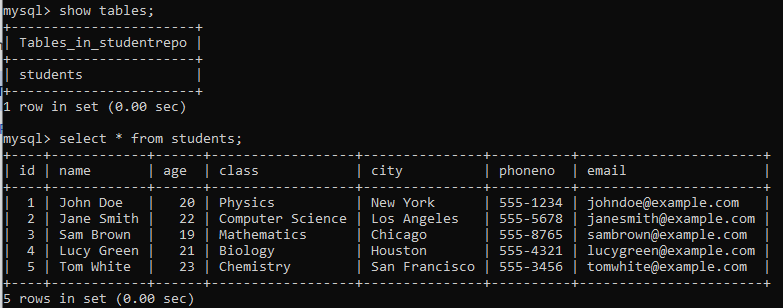 mysql> show tables;
+-----------------------+
| Tables_in_studentrepo |
+-----------------------+
| students              |
+-----------------------+
1 row in set (0.00 sec)
mysql> select * from students;
+----+------------+------+------------------+---------------+----------+-----------------------+
| id | name       | age  | class            | city          | phoneno  | email                 |
+----+------------+------+------------------+---------------+----------+-----------------------+
|  1 | John Doe   |   20 | Physics          | New York      | 555-1234 | johndoe@example.com   |
|  2 | Jane Smith |   22 | Computer Science | Los Angeles   | 555-5678 | janesmith@example.com |
|  3 | Sam Brown  |   19 | Mathematics      | Chicago       | 555-8765 | sambrown@example.com  |
|  4 | Lucy Green |   21 | Biology          | Houston       | 555-4321 | lucygreen@example.com |
|  5 | Tom White  |   23 | Chemistry        | San Francisco | 555-3456 | tomwhite@example.com  |
+----+------------+------+------------------+---------------+----------+-----------------------+
5 rows in set (0.00 sec)